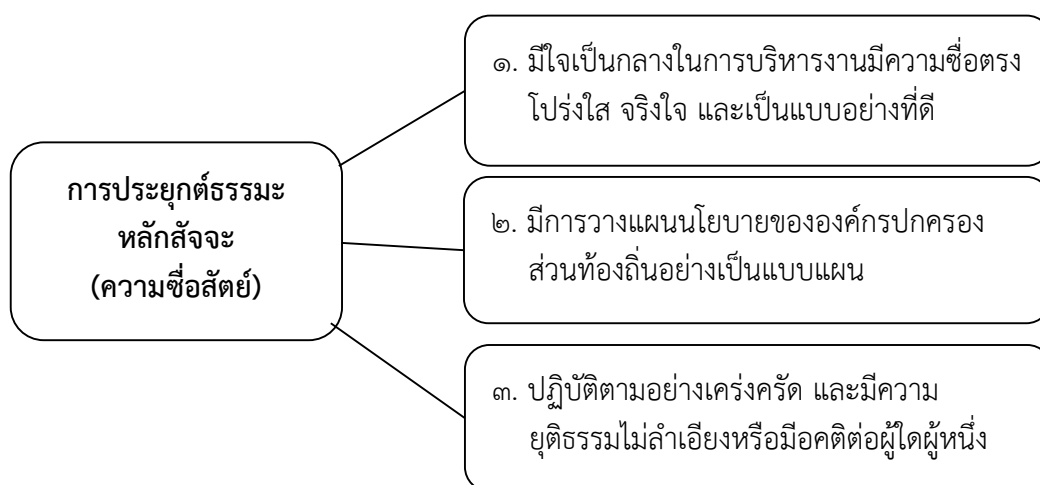 การประยุกต์ธรรมะ
หลักสัจจะ
(ความซื่อสัตย์)
๑. มีใจเป็นกลางในการบริหารงานมีความซื่อตรง
โปร่งใส จริงใจ และเป็นแบบอย่างที่ดี
๒. มีการวางแผนนโยบายขององค์กรปกครอง
ส่วนท้องถิ่นอย่างเป็นแบบแผน
๓. ปฏิบัติตามอย่างเคร่งครัด และมีความ
ยุติธรรมไม่ลำเอียงหรือมีอคติต่อผู้ใดผู้หนึ่ง